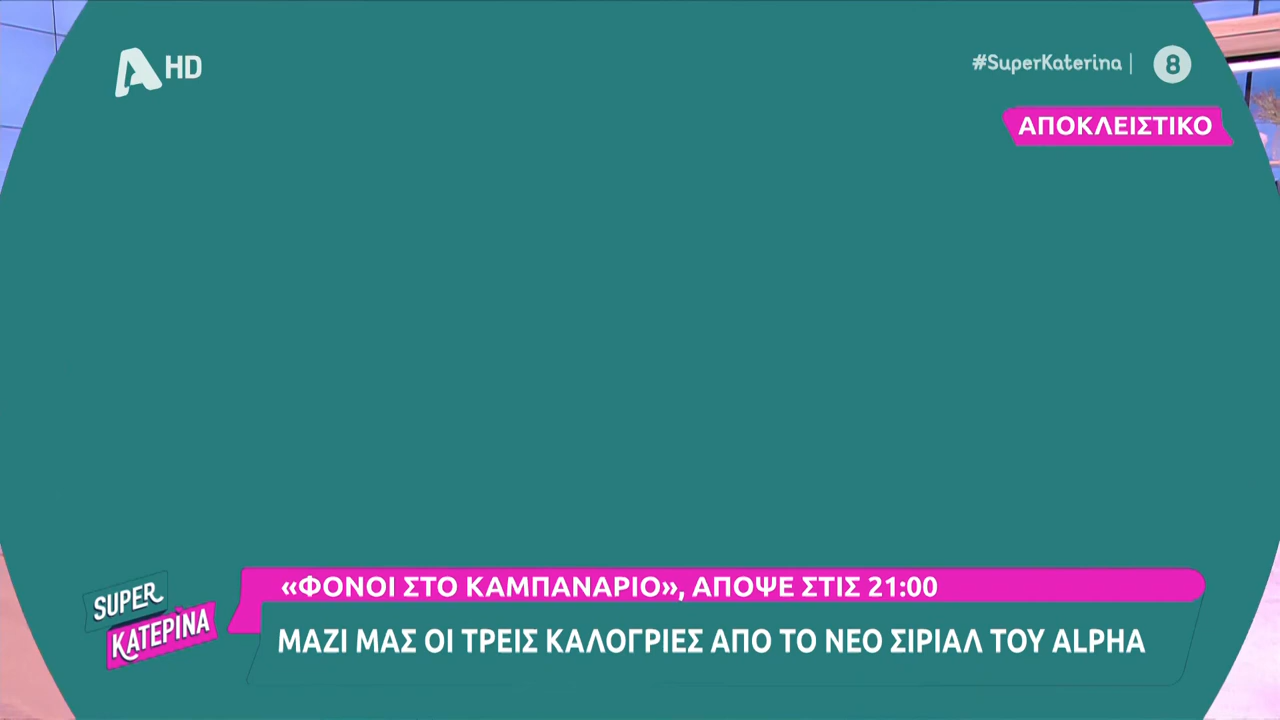 HD
#SuperKaterina |
8
ΑΠΟΚΛΕΙΣΤΙΚΟ
«ΦΟΝΟΙ ΣΤΟ ΚΑΜΠΑΝΑΡΙΟ», ΑΠΟΨΕ ΣΤΙΣ 21:00
SUPER
ΚΑΤΕΡΙΝΑ
ΜΑΖΙ ΜΑΣ ΟΙ ΤΡΕΙΣ ΚΑΛΟΓΡΙΕΣ ΑΠΟ ΤΟ ΝΕΟ ΣΙΡΙΑΛ ΤΟΥ ALPHA